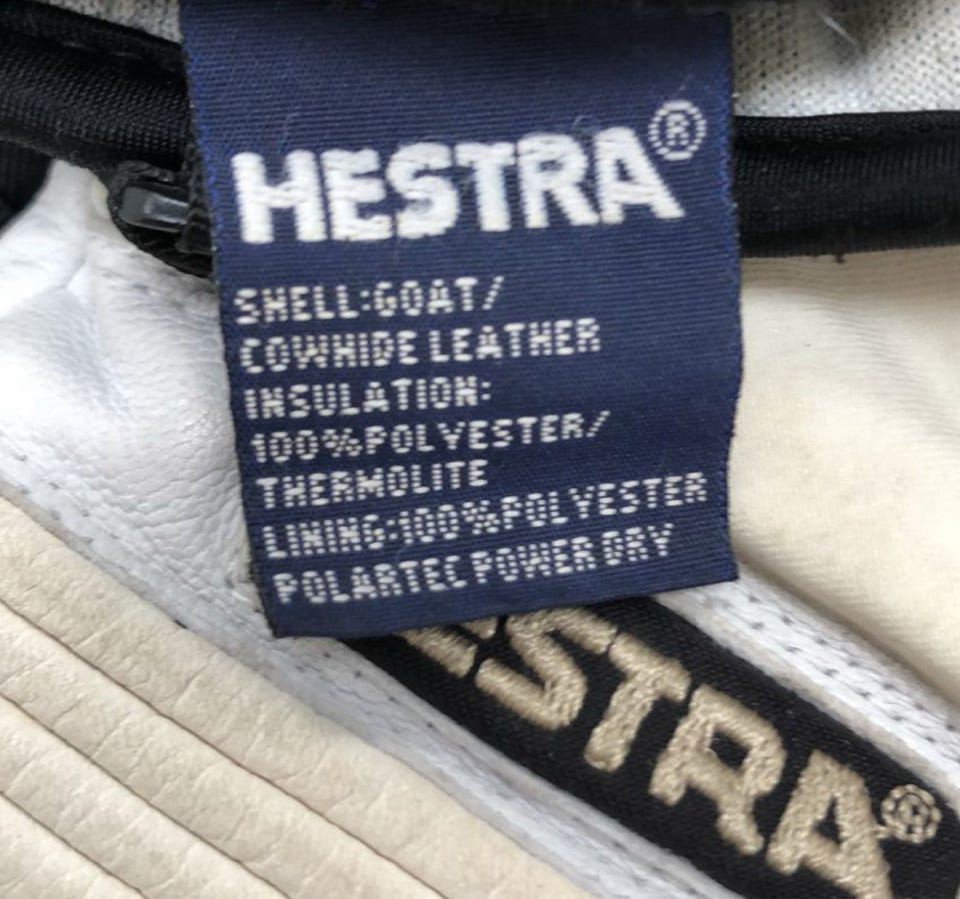 HESTRA®
SHELL:GOAT/
COWHIDE LEATHER
INSULATION:
100%POLYESTER/
THERMOLITE
LINING:100%POLYESTER
POLARTEC POWER DRY
ESTRA®